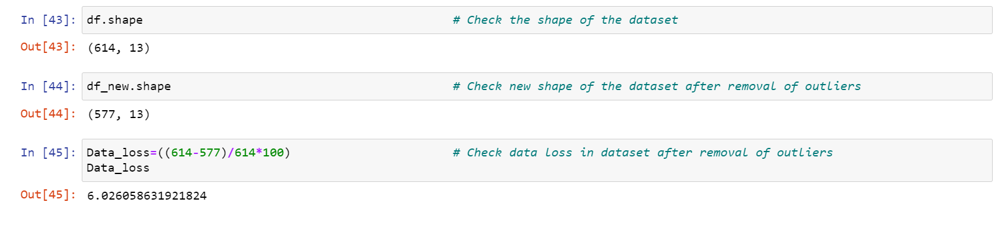 In [43]: df.shape # Check the shape of the dataset
Out[43]: (614, 13)
In [44]: df_new.shape # Check new shape of the dataset after removal of outliers
Out[44]: (577, 13)
In [45]: Data_loss=((614-577)/614*100) # Check data loss in dataset after removal of outliers
Data_loss
Out[45]: 6.026058631921824